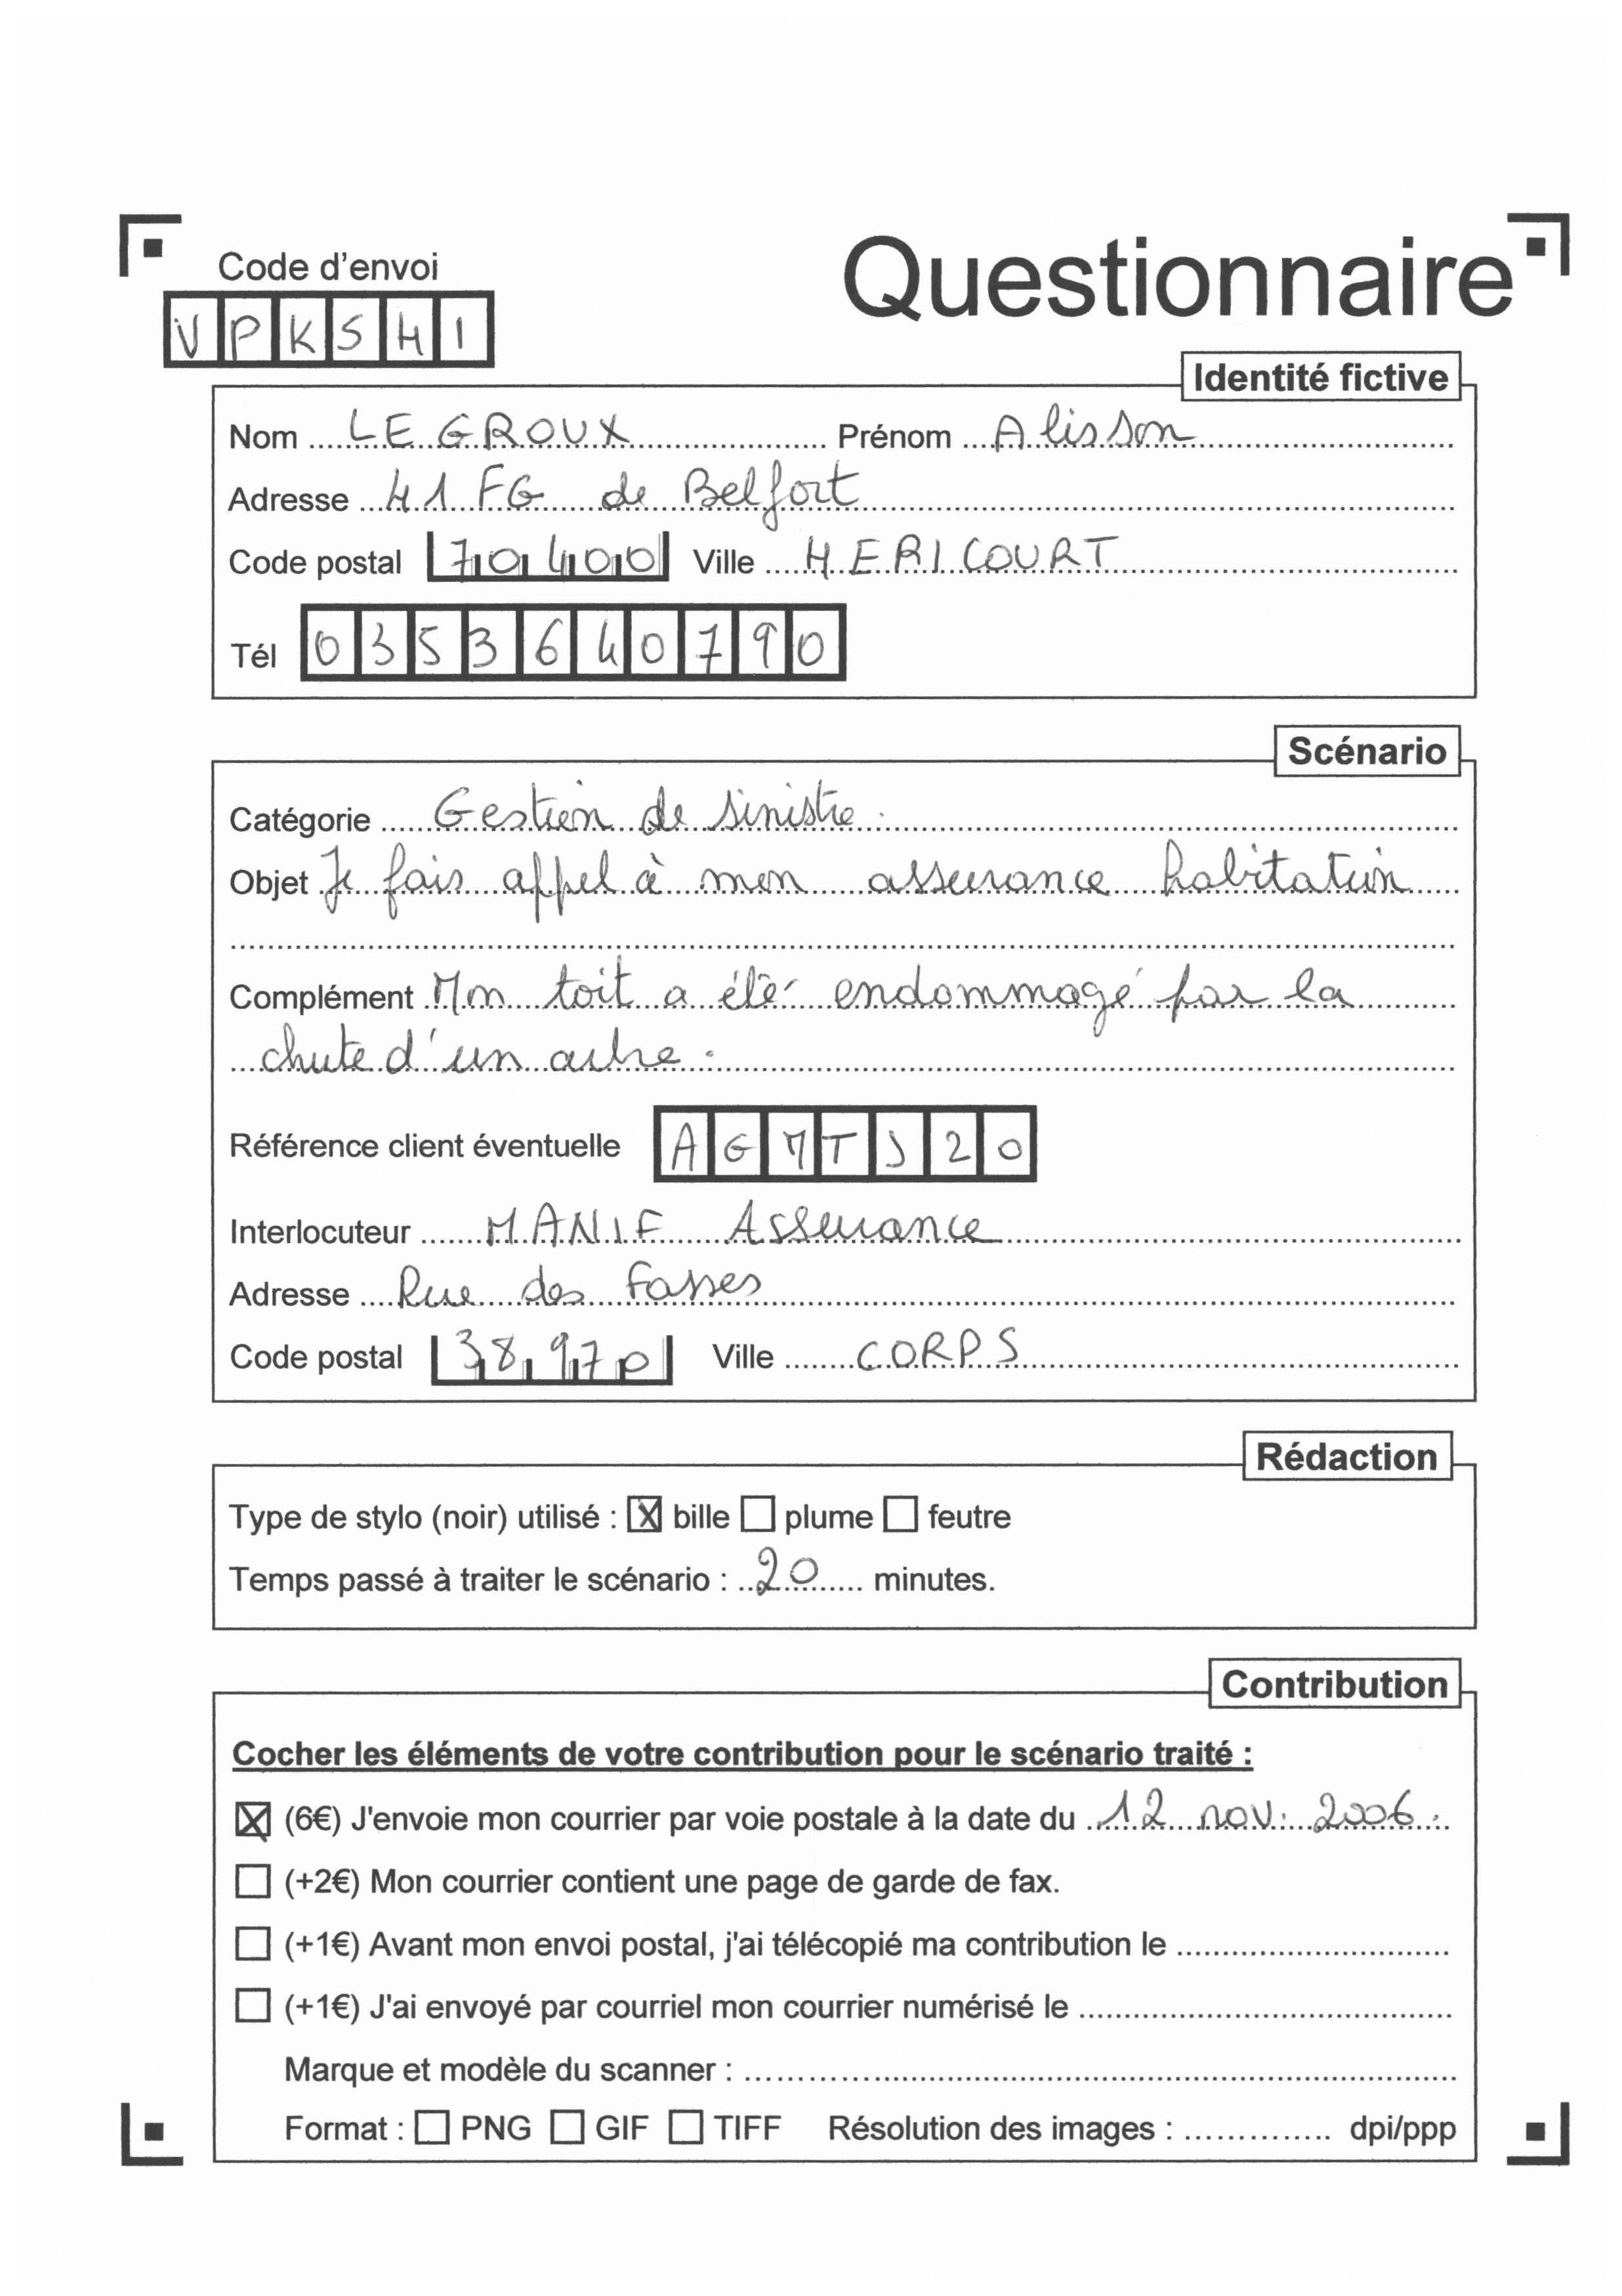 Code d'envoi
Questionnaire
VPKSH1
Identité fictive
Nom LE GROUX Prénom Alisson
Adresse 41 FG de Belfort
Code postal 70400 Ville HERICOURT
Tél 0353640790
Scénario
Catégorie Gestion de sinistre.
Objet Je fais appel à mon assurance habitation
Complément Mon toit a été endommagé par la
chute d'un arbre.
Référence client éventuelle AGMTJ20
Interlocuteur MANIF Assurance
Adresse Rue des Fasses
Code postal 38970 Ville CORPS
Rédaction
Type de stylo (noir) utilisé : X bille plume feutre
Temps passé à traiter le scénario : 20 minutes.
Contribution
Cocher les éléments de votre contribution pour le scénario traité :
X (6€) J'envoie mon courrier par voie postale à la date du 12 nov. 2006.
(+2€) Mon courrier contient une page de garde de fax.
(+1€) Avant mon envoi postal, j'ai télécopié ma contribution le
(+1€) J'ai envoyé par courriel mon courrier numérisé le
Marque et modèle du scanner :
Format : PNG GIF TIFF Résolution des images : dpi/ppp